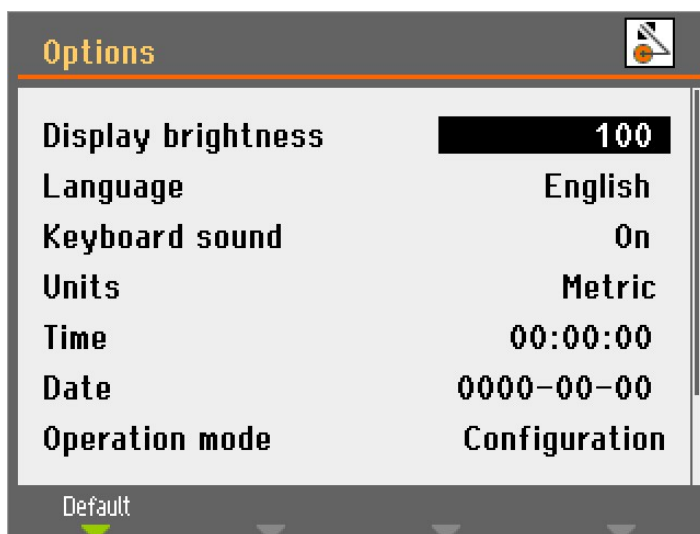 Options
Display brightness 100
Language English
Keyboard sound On
Units Metric
Time 00:00:00
Date 0000-00-00
Operation mode Configuration
Default